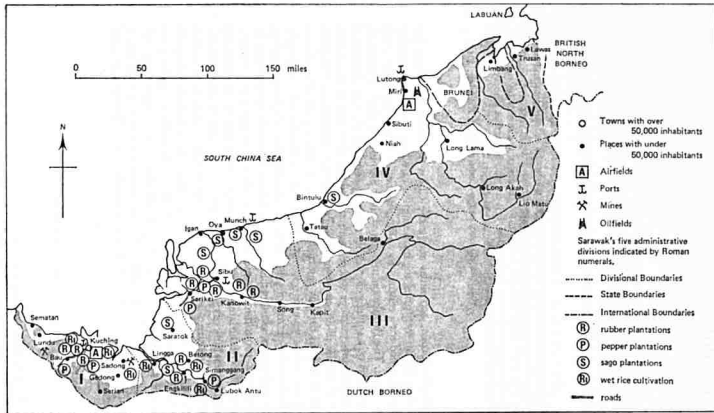 LABUAN
BRITISH
NORTH
BORNEO
Lawas
Trusan
Limbang
BRUNEI
V
0 50 100 150 miles
N
Lutong
Miri
A
Sibuti
Niah
Long Lama
SOUTH CHINA SEA
IV
Long Akah
Lio Matu
Bintulu
S
Tatau
Belaga
Igan
Oya
Munch
S
S
S
S
S
Sibu
Ri
R
P
R
R
R
Sarikei
Kanowit
Song
Kapit
P
III
S
Saratok
II
Sematan
Lundu
Kuching
Bau
Sadong
Gedong
Serian
I
Lingga
Betong
Simanggang
Engkilili
Lubok Antu
DUTCH BORNEO
Towns with over
50,000 inhabitants
Places with under
50,000 inhabitants
A Airfields
Ports
Mines
Oilfields
Sarawak's five administrative
divisions indicated by Roman
numerals.
Divisional Boundaries
State Boundaries
International Boundaries
R rubber plantations
P pepper plantations
S sago plantations
Ri wet rice cultivation
roads